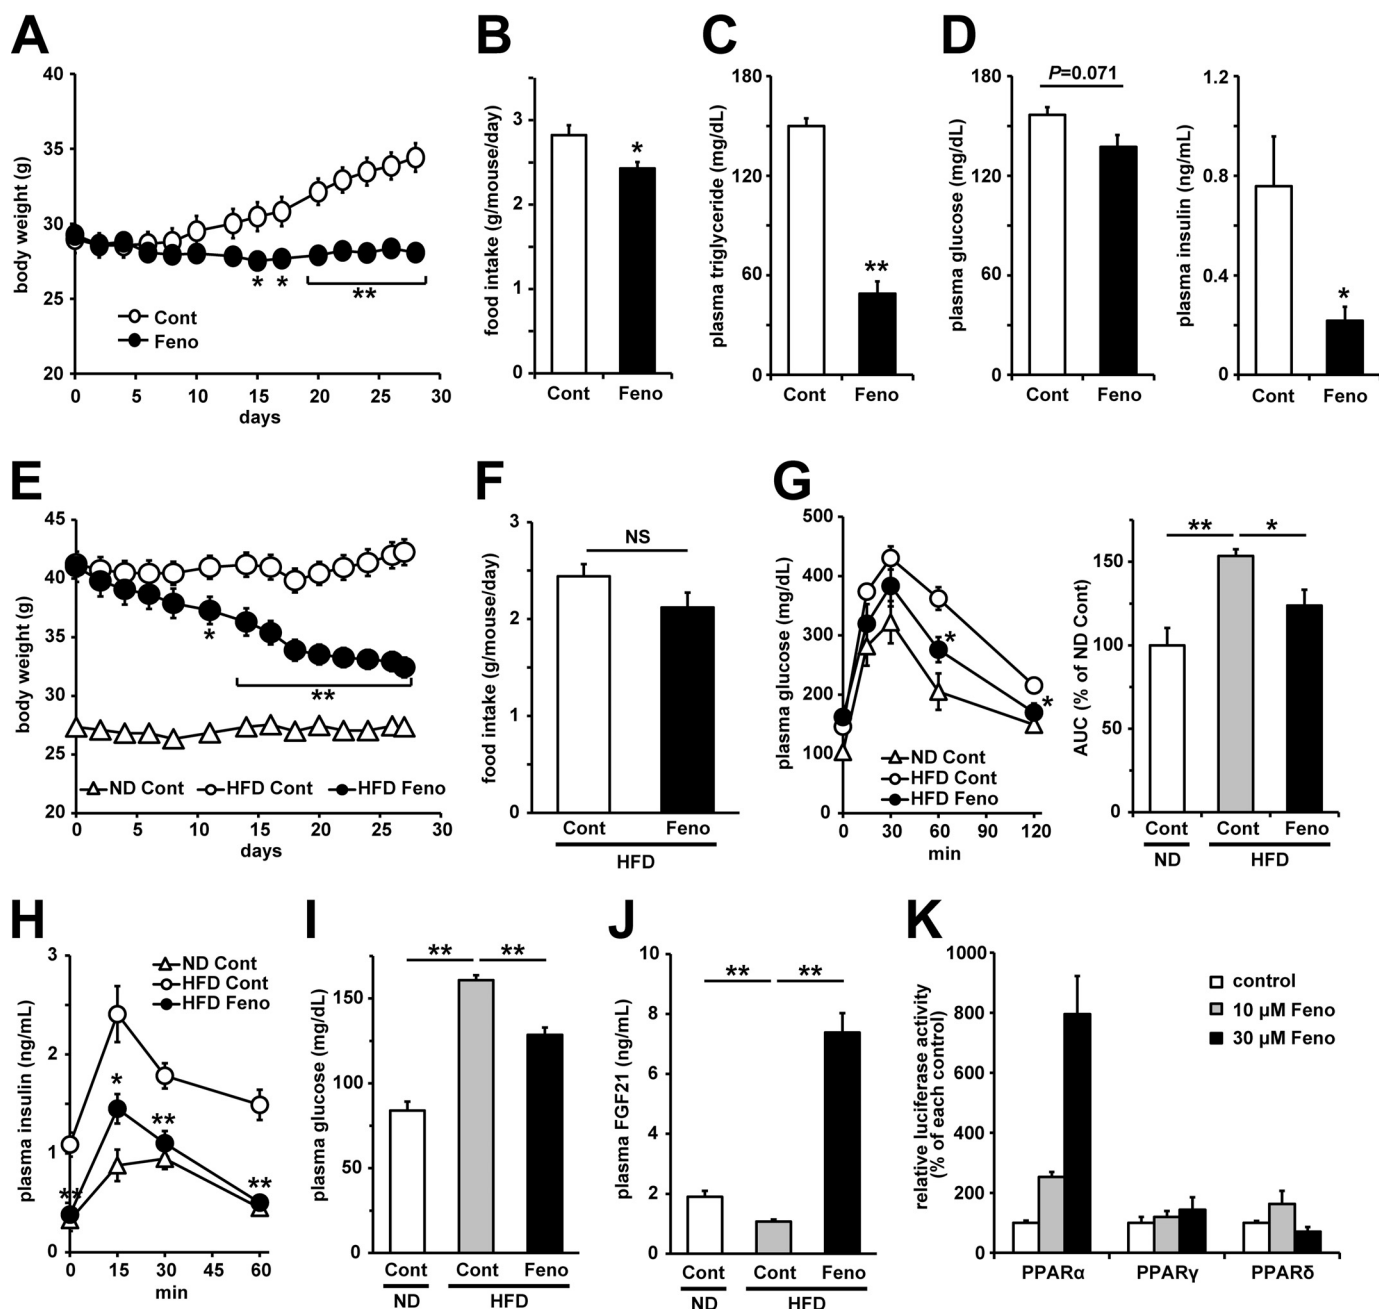 A
body weight (g)
40
35
30
25
20
0
5
10
15
20
25
30
days
Cont
Feno
*
*
**
B
food intake (g/mouse/day)
3
2
1
0
*
Cont
Feno
C
plasma triglyceride (mg/dL)
180
120
60
0
**
Cont
Feno
D
plasma glucose (mg/dL)
180
120
60
0
P=0.071
Cont
Feno
plasma insulin (ng/mL)
1.2
0.8
0.4
0
*
Cont
Feno
E
body weight (g)
45
40
35
30
25
20
*
**
ND Cont
HFD Cont
HFD Feno
0
5
10
15
20
25
30
days
F
food intake (g/mouse/day)
3
2
1
0
NS
Cont
Feno
HFD
G
plasma glucose (mg/dL)
500
400
300
200
100
0
*
*
ND Cont
HFD Cont
HFD Feno
0
30
60
90
120
min
AUC (% of ND Cont)
150
100
50
0
**
*
Cont
Cont
Feno
ND
HFD
H
plasma insulin (ng/mL)
3
2
1
0
ND Cont
HFD Cont
HFD Feno
**
*
**
**
0
15
30
45
60
min
I
plasma glucose (mg/dL)
150
100
50
0
**
**
Cont
Cont
Feno
ND
HFD
J
plasma FGF21 (ng/mL)
10
8
6
4
2
0
**
**
Cont
Cont
Feno
ND
HFD
K
relative luciferase activity
(% of each control)
1000
800
600
400
200
0
control
10 µM Feno
30 µM Feno
PPARα
PPARγ
PPARδ